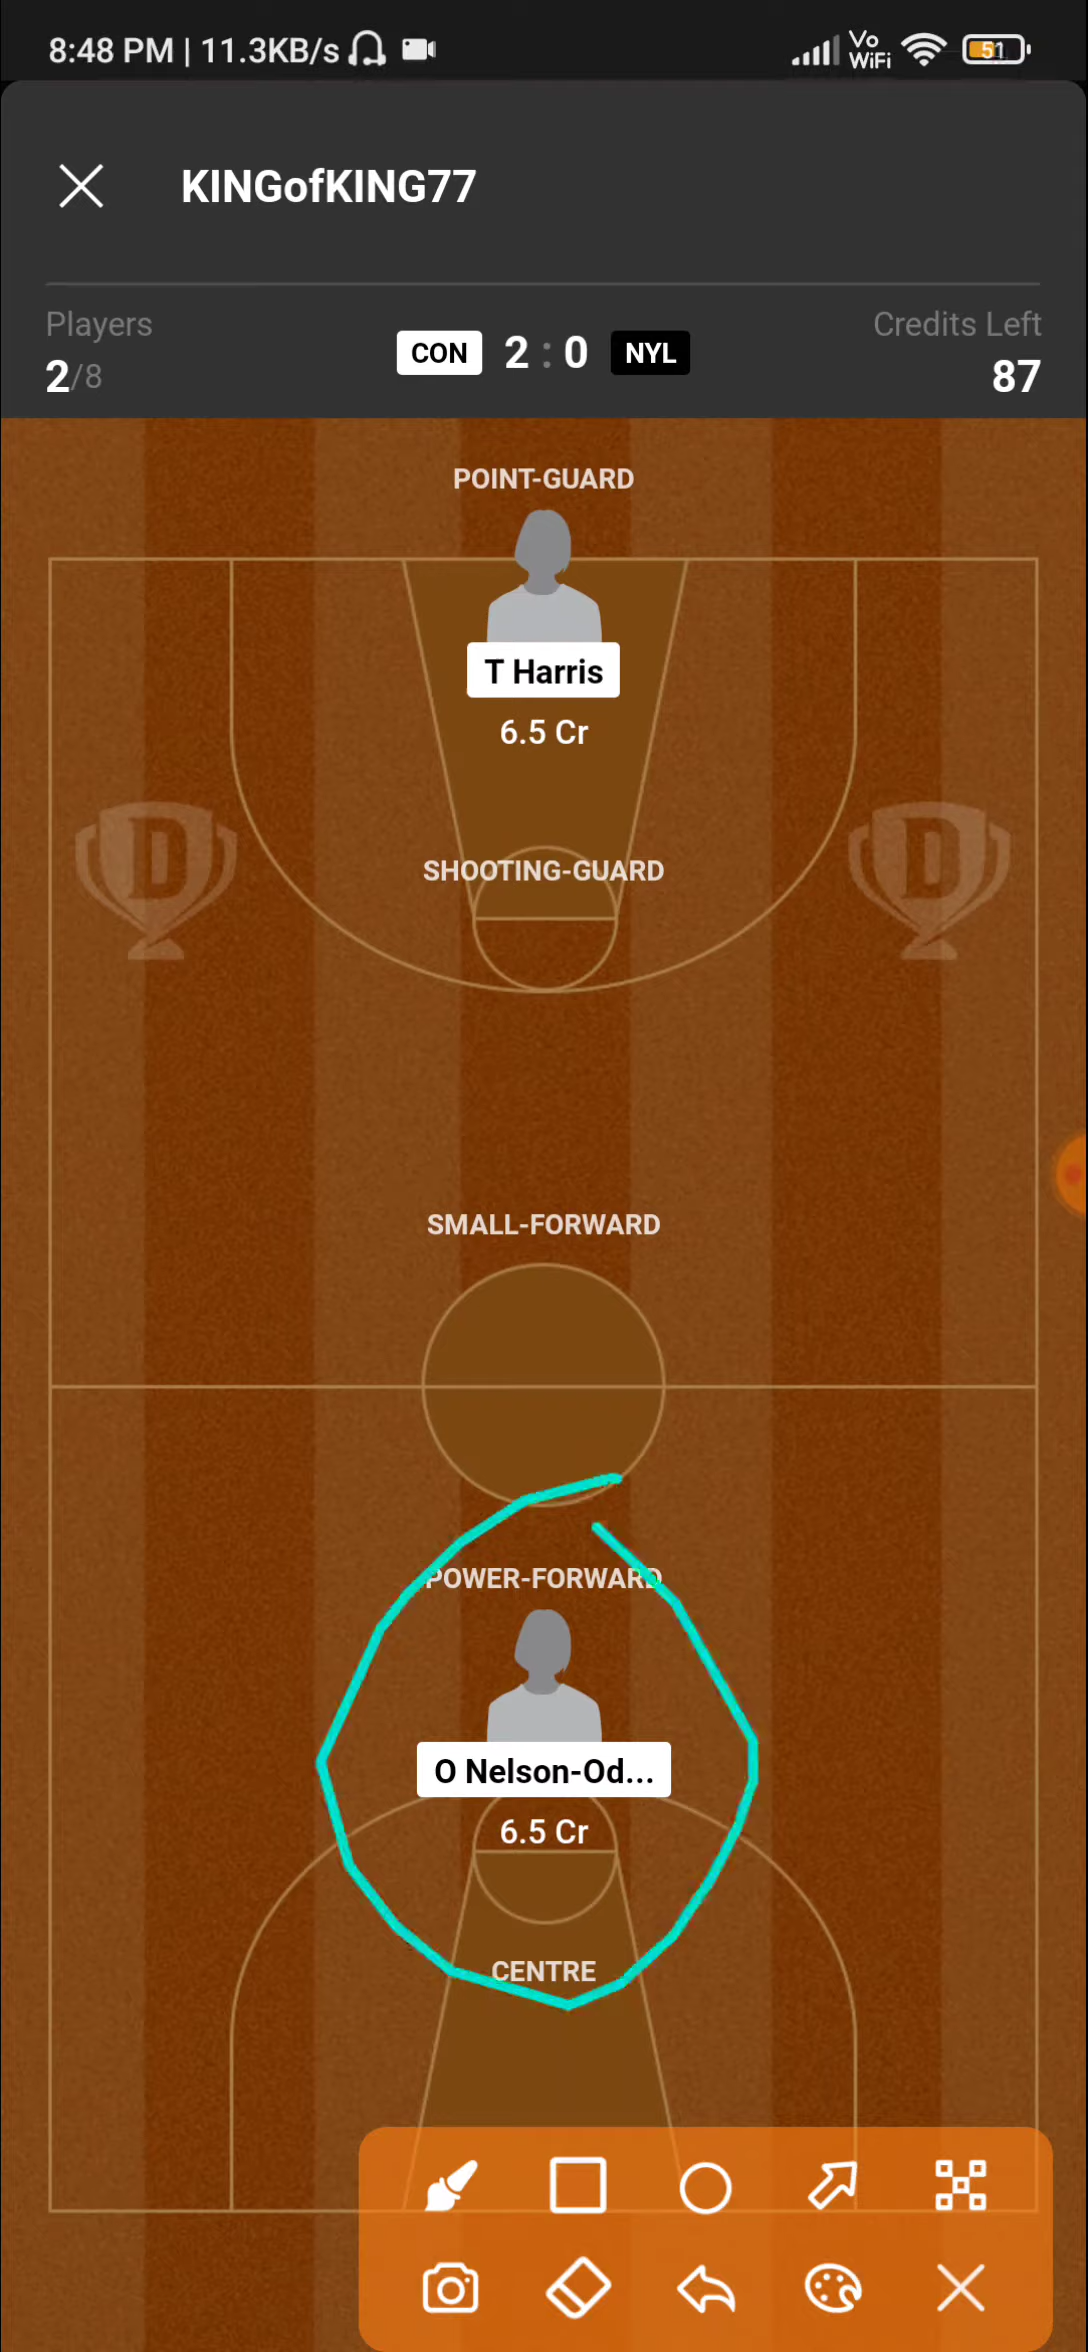 8:48 PM | 11.3KB/s
Vo
WiFi
51
KINGofKING77
Players
2/8
CON 2 : 0 NYL
Credits Left
87
POINT-GUARD
T Harris
6.5 Cr
D
D
SHOOTING-GUARD
SMALL-FORWARD
POWER-FORWARD
O Nelson-Od...
6.5 Cr
CENTRE